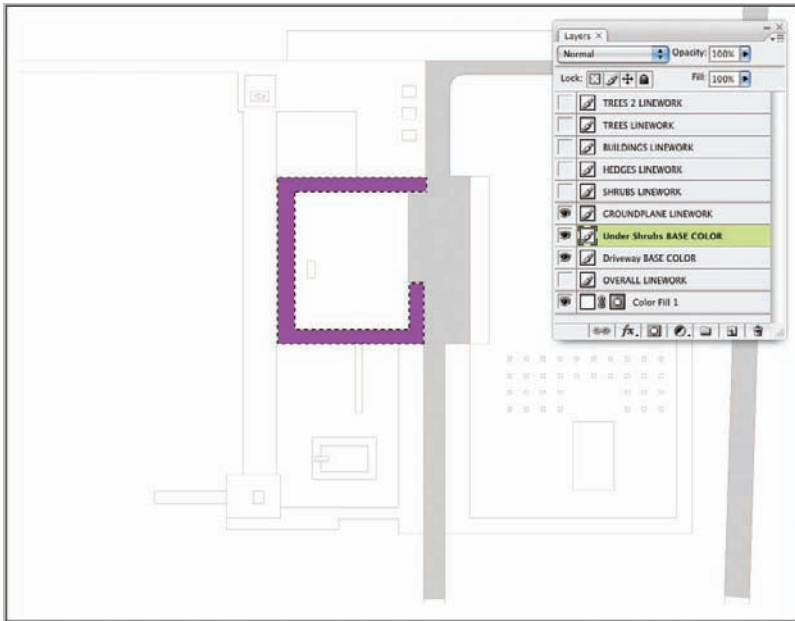 Layers ×
Normal Opacity: 100%
Lock: Fill: 100%
TREES 2 LINEWORK
TREES LINEWORK
BUILDINGS LINEWORK
HEDGES LINEWORK
SHRUBS LINEWORK
GROUNDPLANE LINEWORK
Under Shrubs BASE COLOR
Driveway BASE COLOR
OVERALL LINEWORK
Color Fill 1
fx.